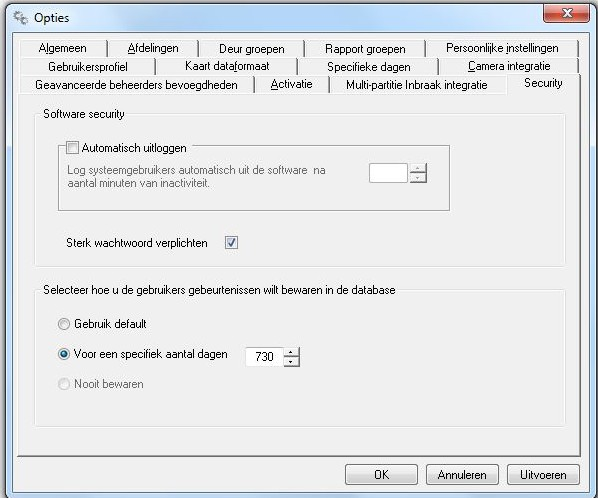 Opties
Algemeen
Afdelingen
Deur groepen
Rapport groepen
Persoonlijke instellingen
Gebruikersprofiel
Kaart dataformaat
Specifieke dagen
Camera integratie
Geavanceerde beheerders bevoegdheden
Activatie
Multi-partitie Inbraak integratie
Security
Software security
Automatisch uitloggen
Log systeemgebruikers automatisch uit de software na
aantal minuten van inactiviteit.
Sterk wachtwoord verplichten
Selecteer hoe u de gebruikers gebeurtenissen wilt bewaren in de database
Gebruik default
Voor een specifiek aantal dagen 730
Nooit bewaren
OK
Annuleren
Uitvoeren